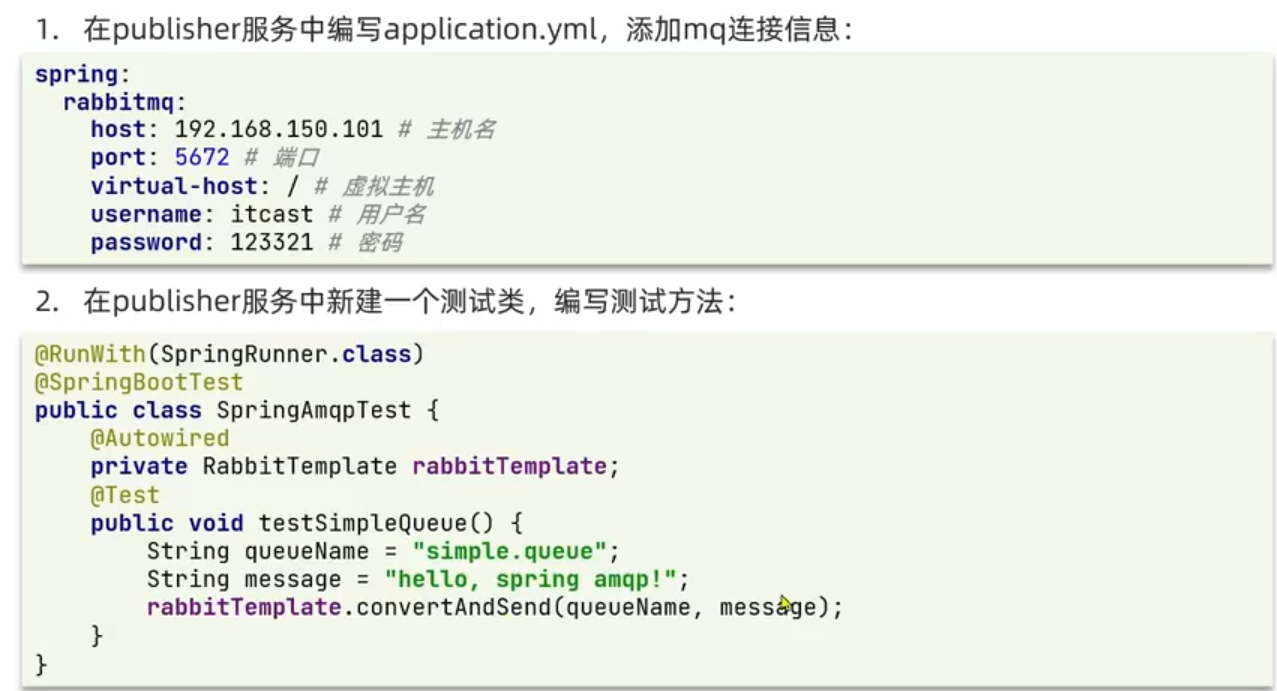 1. 在publisher服务中编写application.yml，添加mq连接信息：
spring:
  rabbitmq:
    host: 192.168.150.101 # 主机名
    port: 5672 # 端口
    virtual-host: / # 虚拟主机
    username: itcast # 用户名
    password: 123321 # 密码
2. 在publisher服务中新建一个测试类，编写测试方法：
@RunWith(SpringRunner.class)
@SpringBootTest
public class SpringAmqpTest {
    @Autowired
    private RabbitTemplate rabbitTemplate;
    @Test
    public void testSimpleQueue() {
        String queueName = "simple.queue";
        String message = "hello, spring amqp!";
        rabbitTemplate.convertAndSend(queueName, message);
    }
}